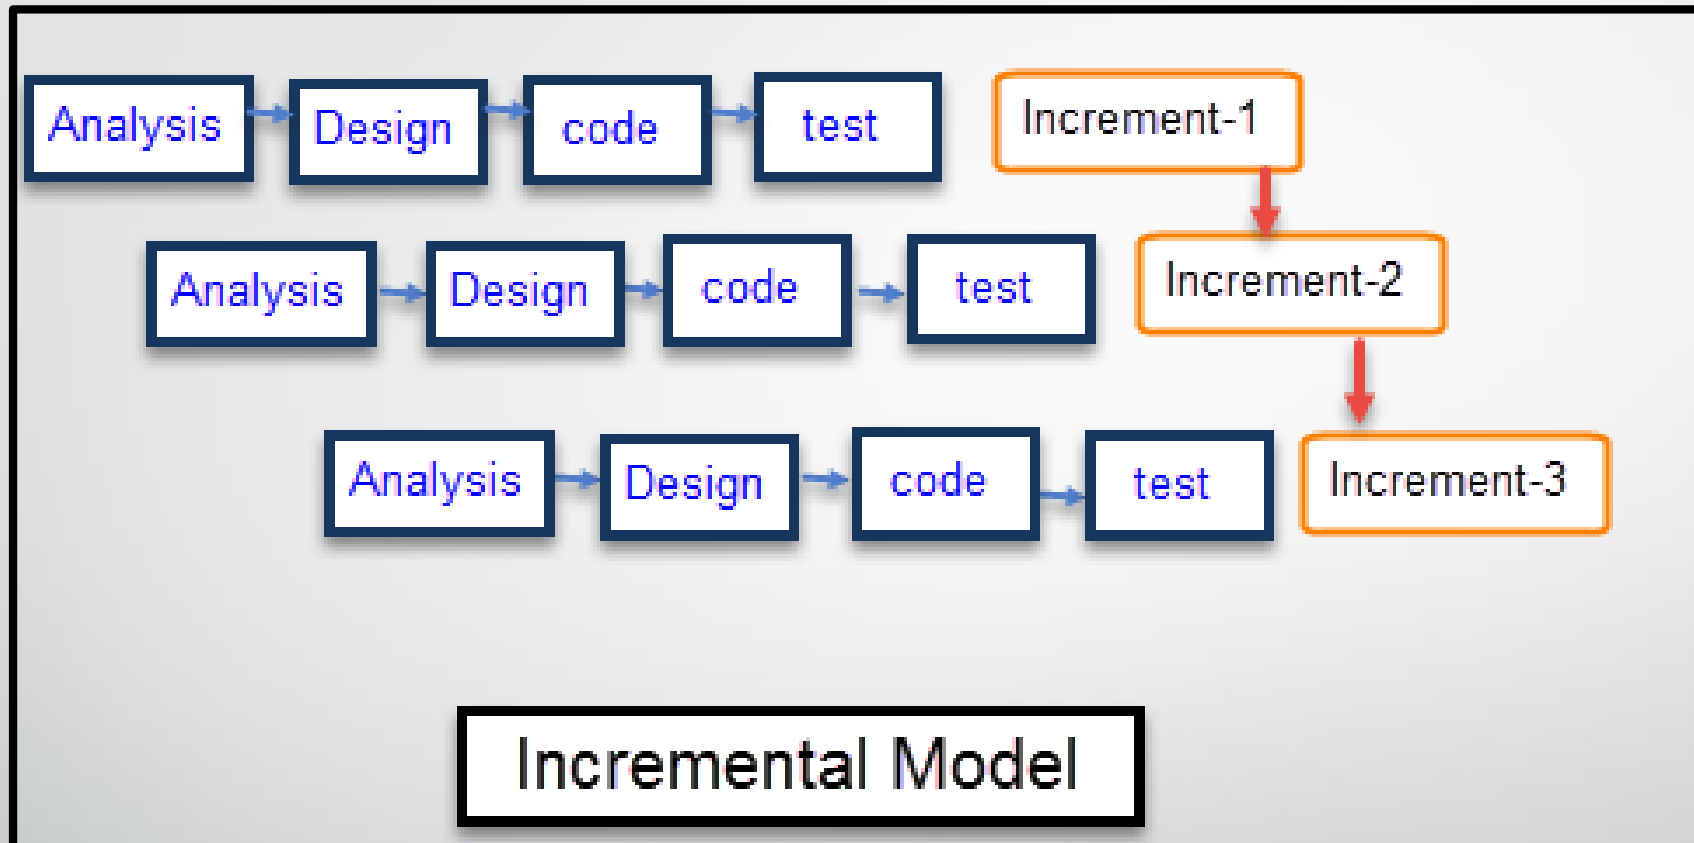 Analysis Design code test Increment-1
Analysis Design code test Increment-2
Analysis Design code test Increment-3
Incremental Model